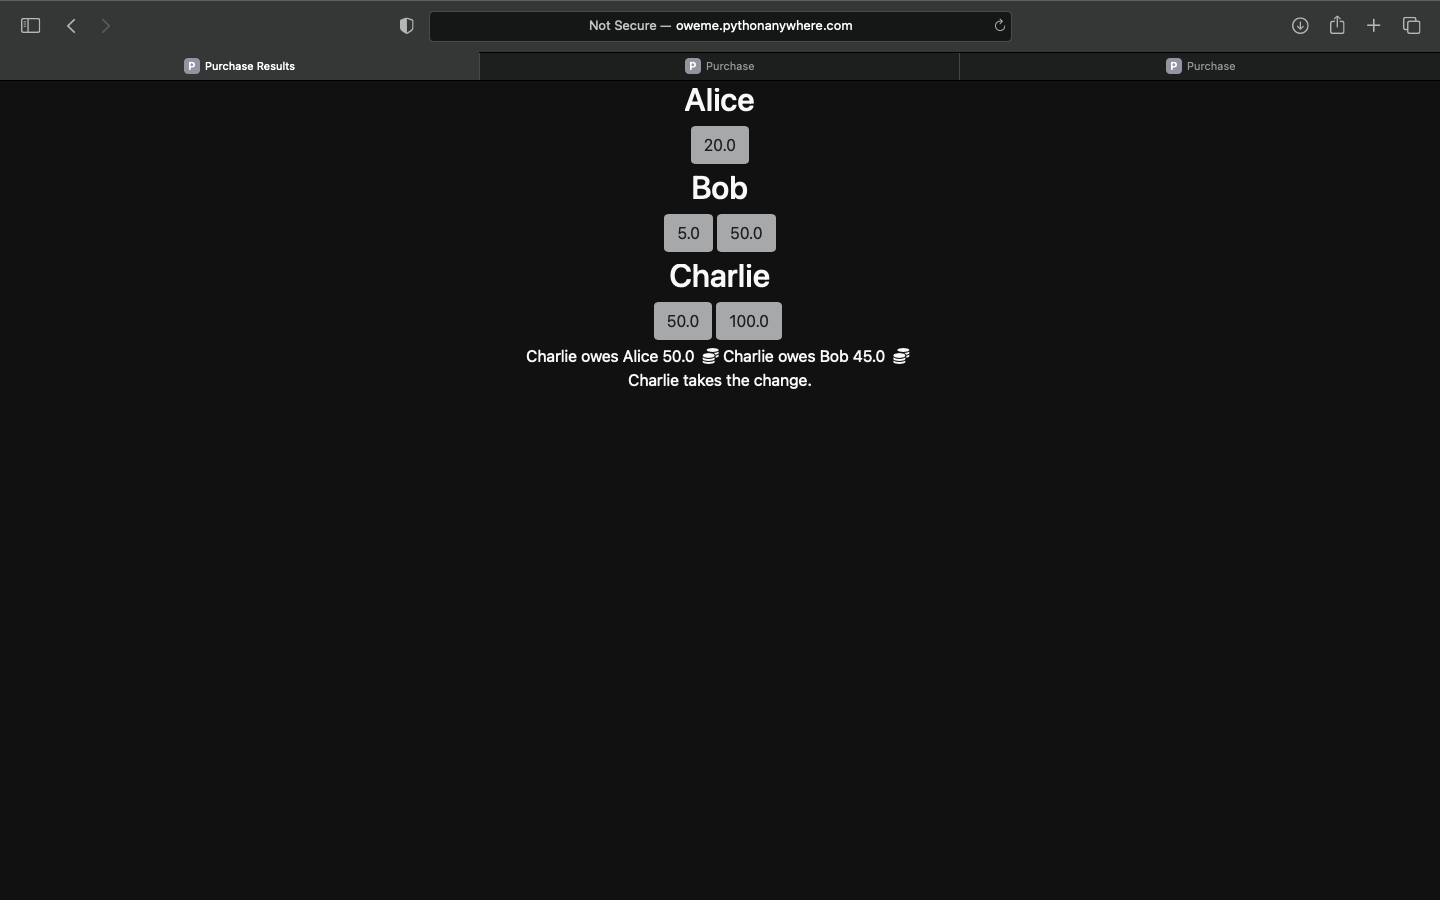 Not Secure — oweme.pythonanywhere.com
P Purchase Results P Purchase P Purchase
Alice
20.0
Bob
5.0 50.0
Charlie
50.0 100.0
Charlie owes Alice 50.0 Charlie owes Bob 45.0
Charlie takes the change.